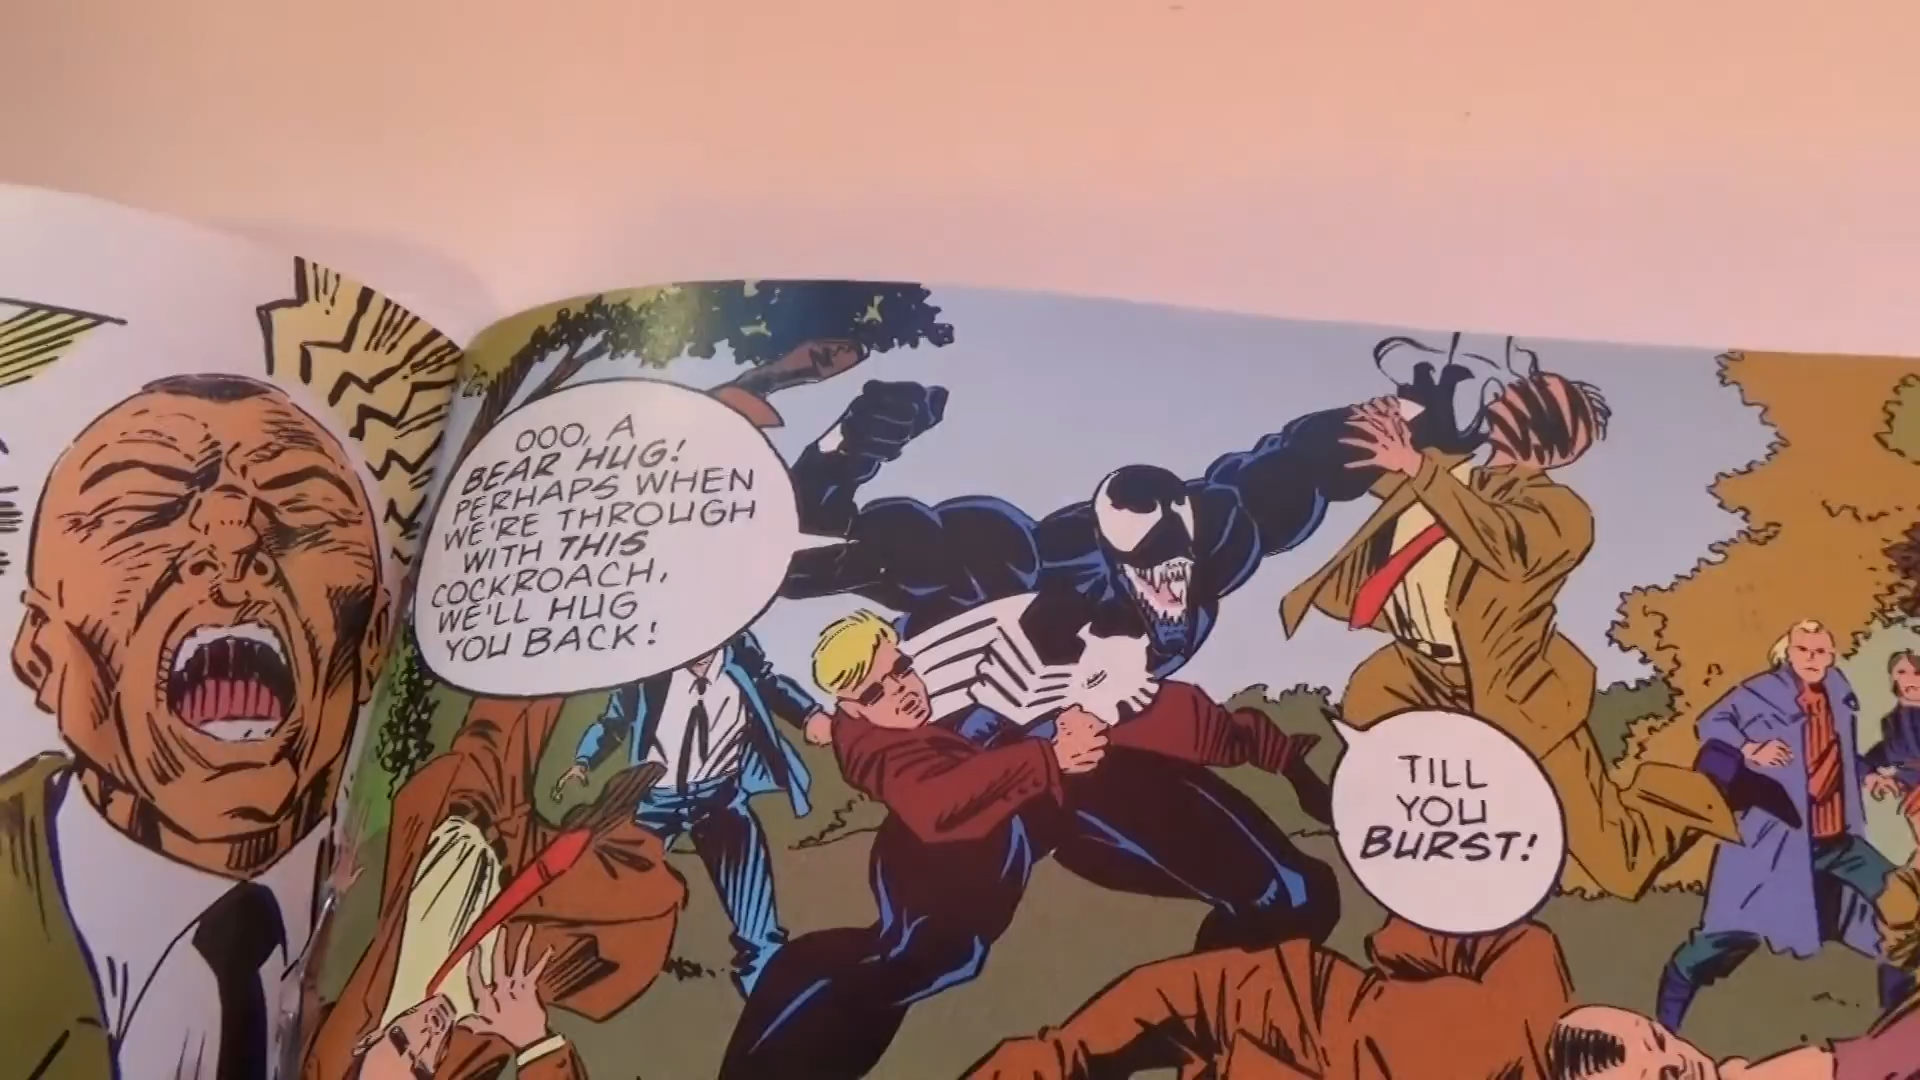 OOO, A
BEAR HUG!
PERHAPS WHEN
WE'RE THROUGH
WITH THIS
COCKROACH,
WE'LL HUG
YOU BACK!
TILL
YOU
BURST!